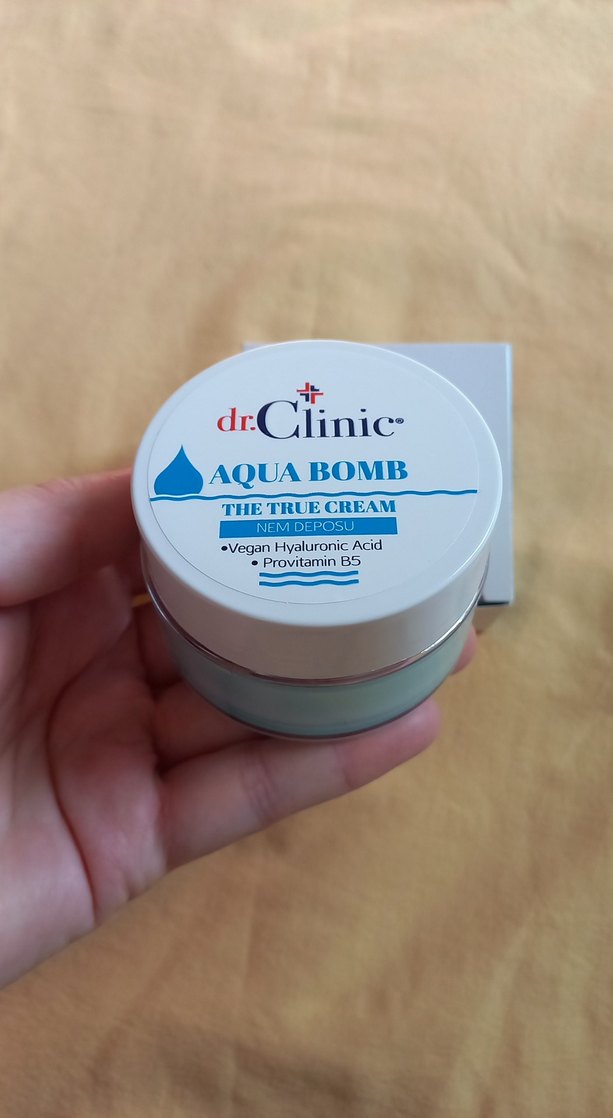 dr.Clinic®
AQUA BOMB
THE TRUE CREAM
NEM DEPOSU
•Vegan Hyaluronic Acid
• Provitamin B5